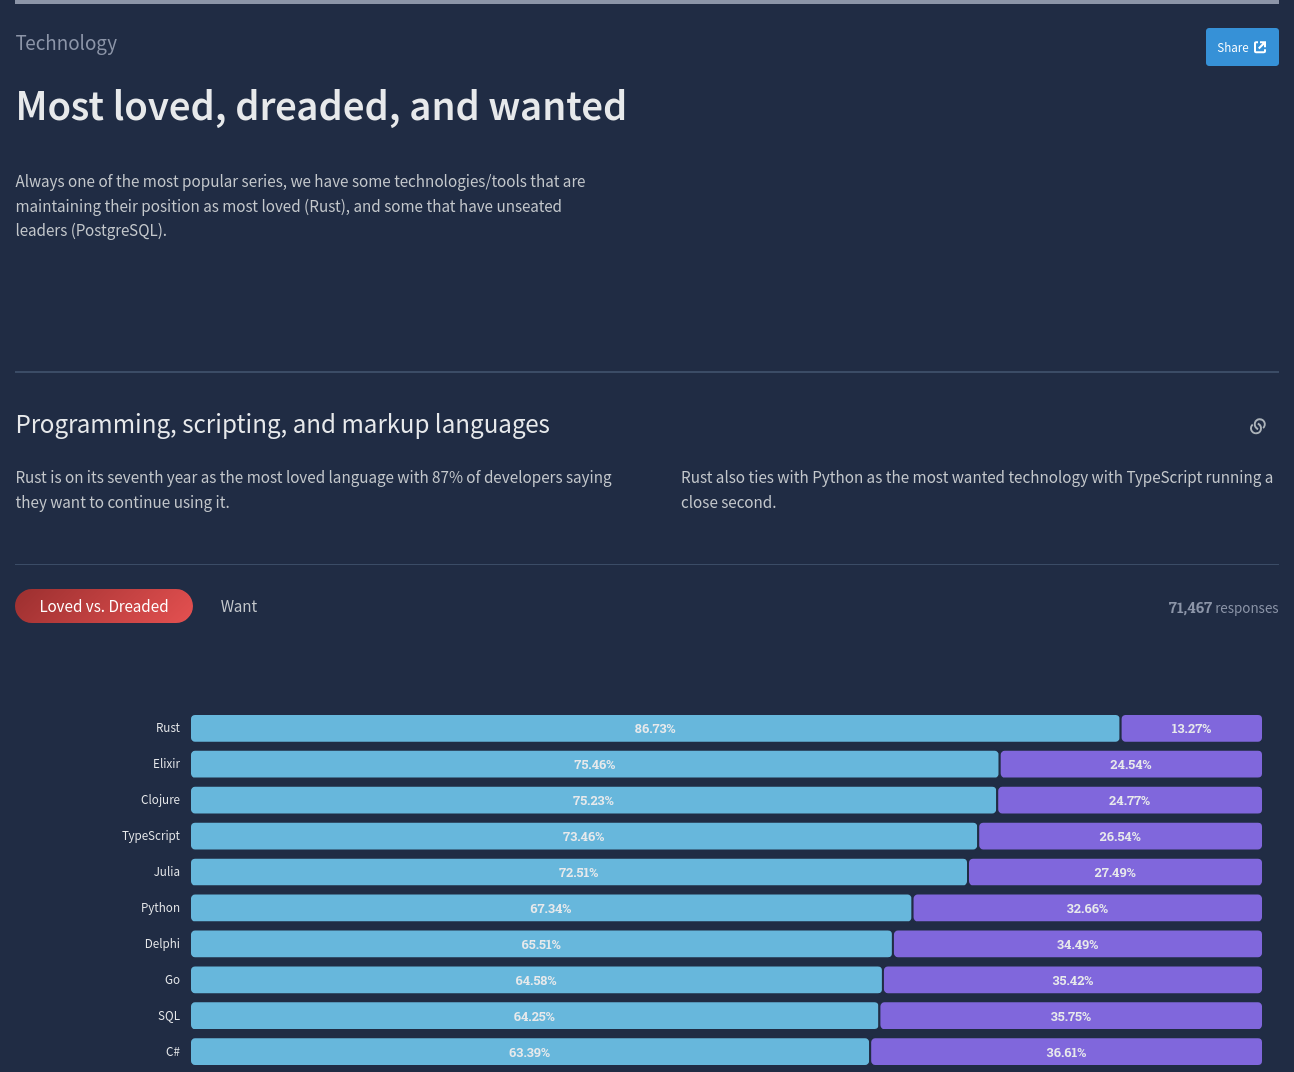 Technology
Share
Most loved, dreaded, and wanted
Always one of the most popular series, we have some technologies/tools that are
maintaining their position as most loved (Rust), and some that have unseated
leaders (PostgreSQL).
Programming, scripting, and markup languages
Rust is on its seventh year as the most loved language with 87% of developers saying
they want to continue using it.
Rust also ties with Python as the most wanted technology with TypeScript running a
close second.
Loved vs. Dreaded
Want
71,467 responses
Rust 86.73% 13.27%
Elixir 75.46% 24.54%
Clojure 75.23% 24.77%
TypeScript 73.46% 26.54%
Julia 72.51% 27.49%
Python 67.34% 32.66%
Delphi 65.51% 34.49%
Go 64.58% 35.42%
SQL 64.25% 35.75%
C# 63.39% 36.61%